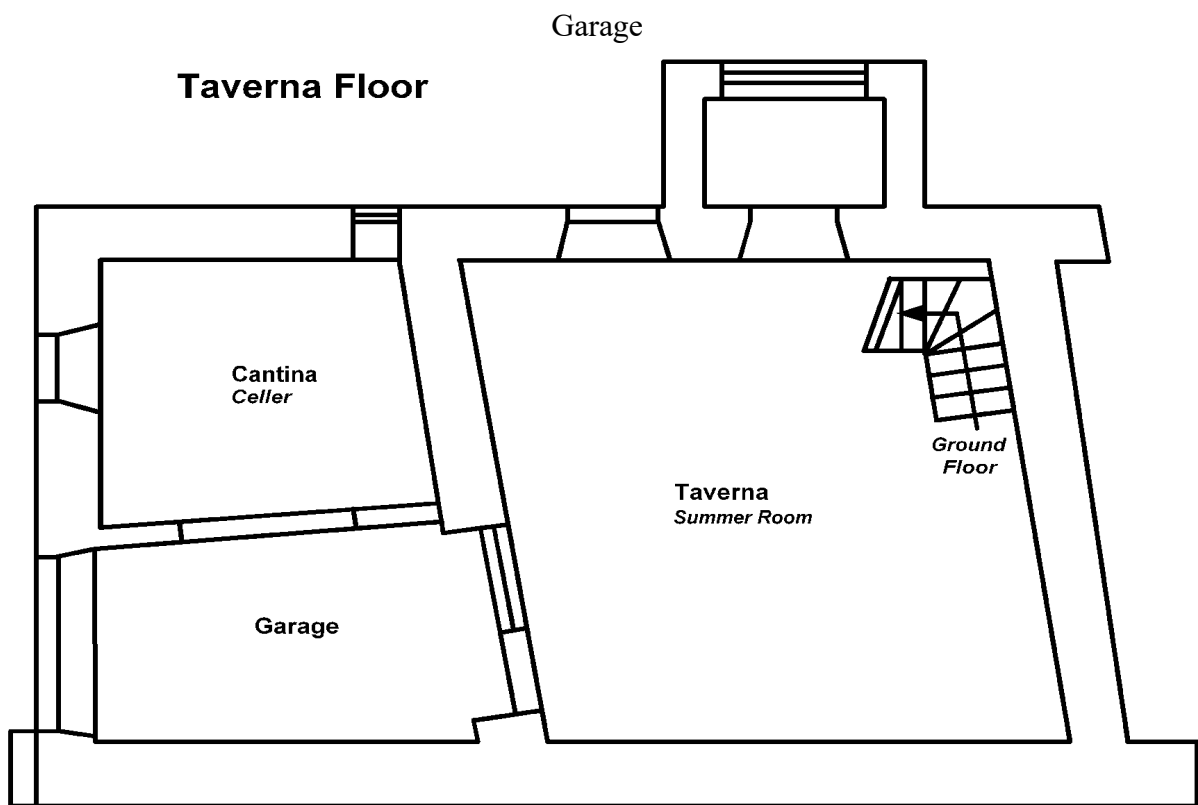 Garage
Taverna Floor
Cantina
Celler
Ground
Floor
Taverna
Summer Room
Garage